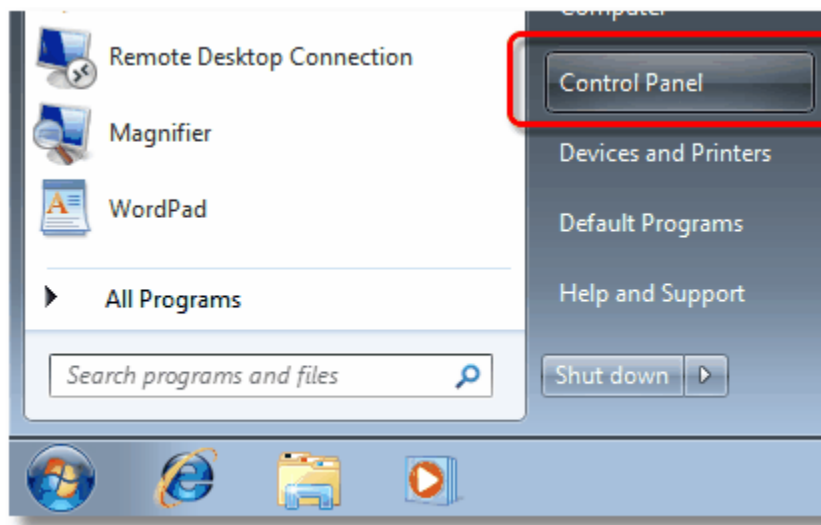 Remote Desktop Connection
Magnifier
WordPad
All Programs
Search programs and files
Computer
Control Panel
Devices and Printers
Default Programs
Help and Support
Shut down